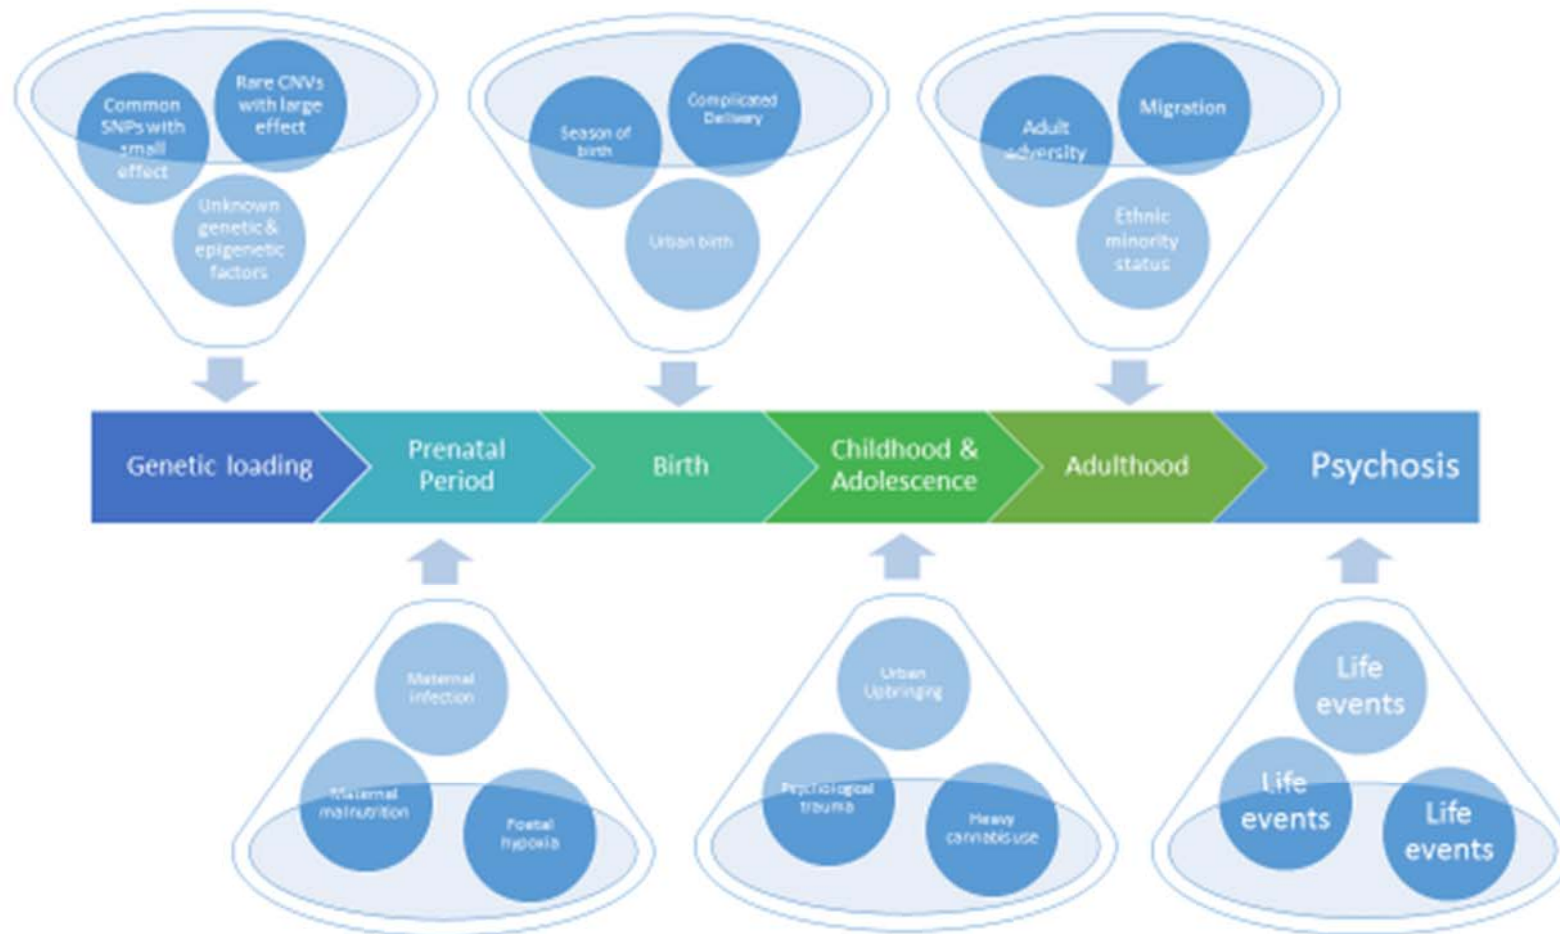 Common
SNPs with
small
effect
Rare CNVs
with large
effect
Unknown
genetic &
epigenetic
factors
Season of
birth
Complicated
Delivery
Urban birth
Adult
adversity
Migration
Ethnic
minority
status
Genetic loading
Prenatal
Period
Birth
Childhood &
Adolescence
Adulthood
Psychosis
Maternal
infection
Maternal
malnutrition
Foetal
hypoxia
Urban
Upbringing
Psychological
trauma
Heavy
cannabis use
Life
events
Life
events
Life
events